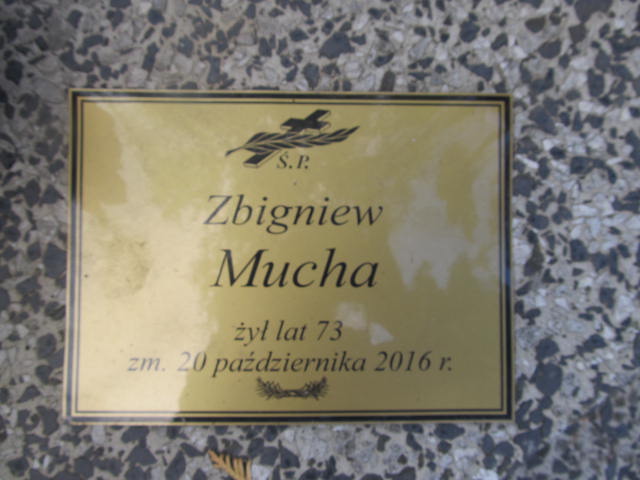 Ś.P.
Zbigniew
Mucha
żył lat 73
zm. 20 października 2016 r.